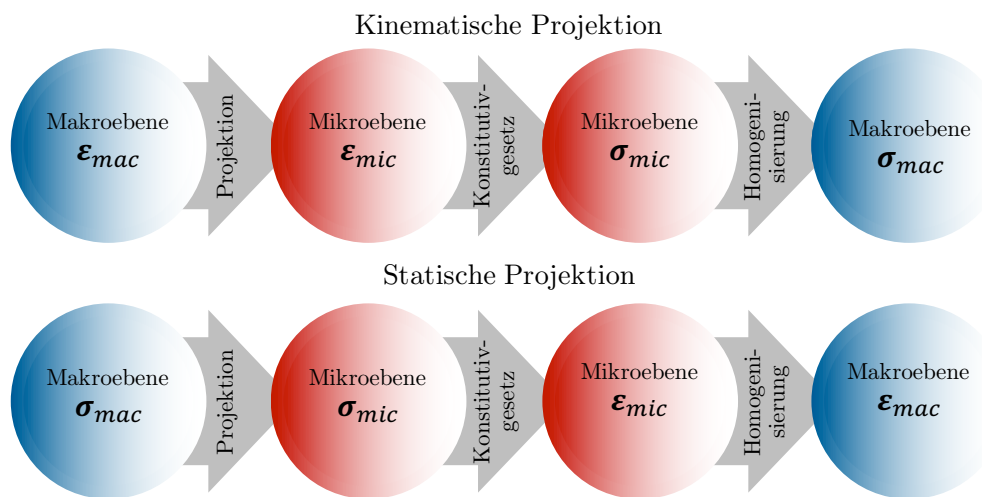 Kinematische Projektion
Makroebene
ε_mac
Projektion
Mikroebene
ε_mic
Konstitutiv-
gesetz
Mikroebene
σ_mic
Homogeni-
sierung
Makroebene
σ_mac
Statische Projektion
Makroebene
σ_mac
Projektion
Mikroebene
σ_mic
Konstitutiv-
gesetz
Mikroebene
ε_mic
Homogeni-
sierung
Makroebene
ε_mac